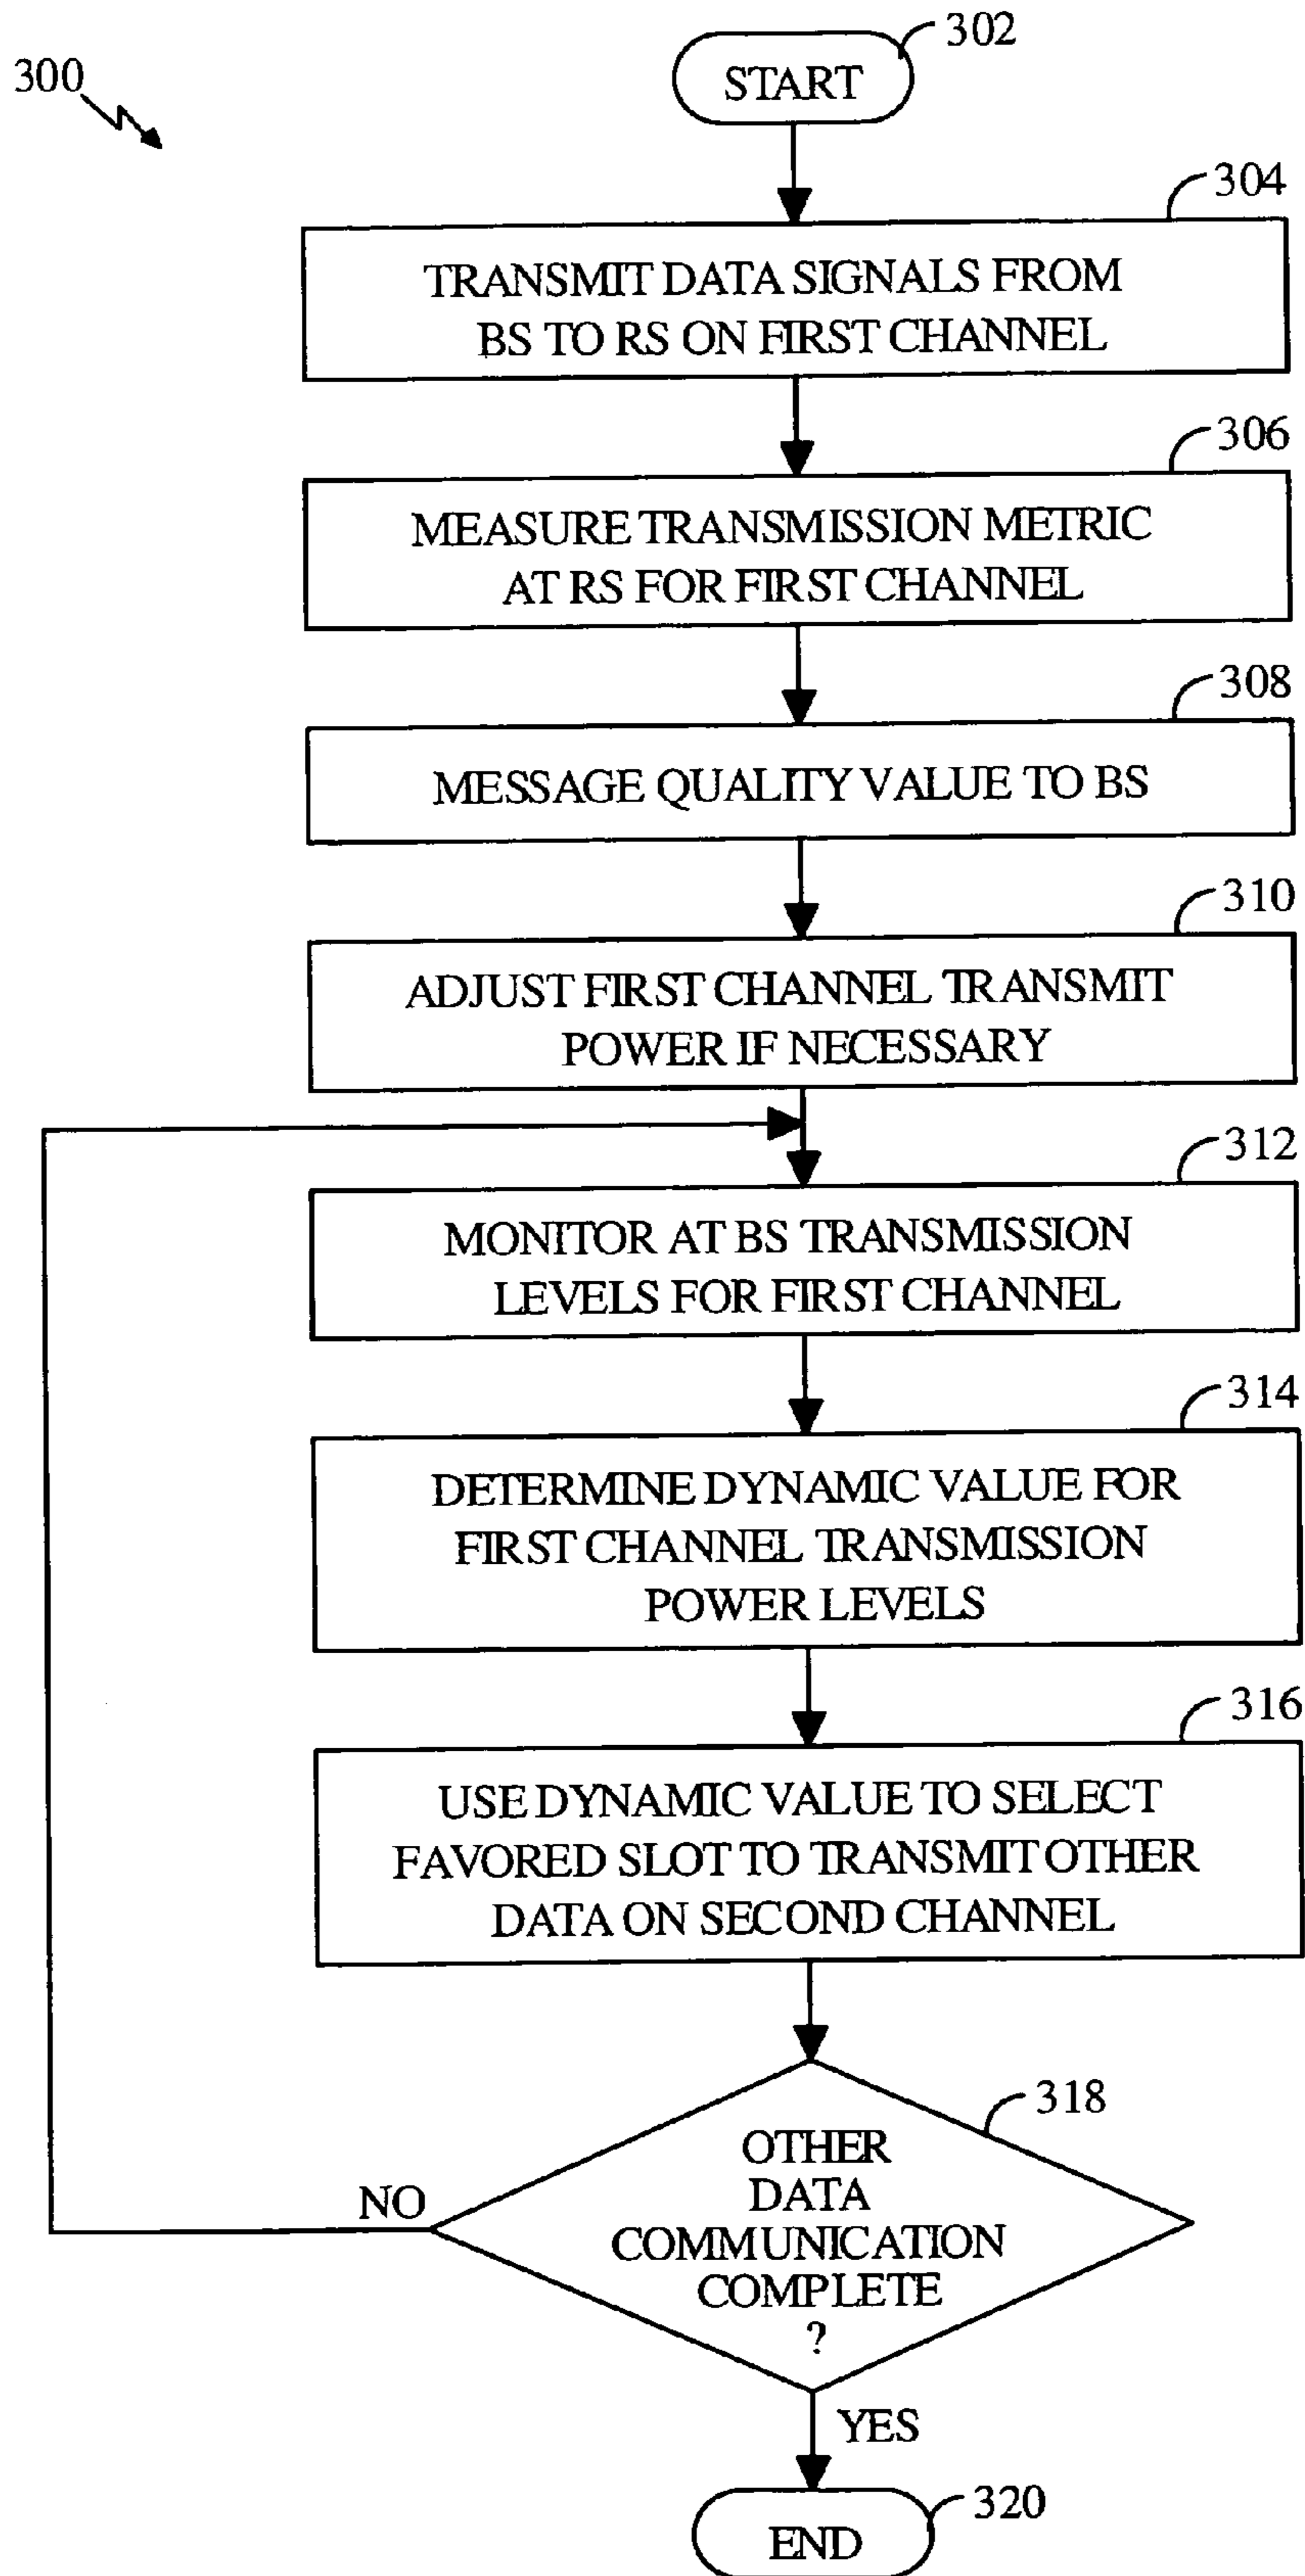 302
START
300
304
TRANSMIT DATA SIGNALS FROM
BS TO RS ON FIRST CHANNEL
306
MEASURE TRANSMISSION METRIC
AT RS FOR FIRST CHANNEL
308
MESSAGE QUALITY VALUE TO BS
310
ADJUST FIRST CHANNEL TRANSMIT
POWER IF NECESSARY
312
MONITOR AT BS TRANSMISSION
LEVELS FOR FIRST CHANNEL
314
DETERMINE DYNAMIC VALUE FOR
FIRST CHANNEL TRANSMISSION
POWER LEVELS
316
USE DYNAMIC VALUE TO SELECT
FAVORED SLOT TO TRANSMIT OTHER
DATA ON SECOND CHANNEL
318
OTHER
DATA
COMMUNICATION
COMPLETE
?
NO
YES
320
END